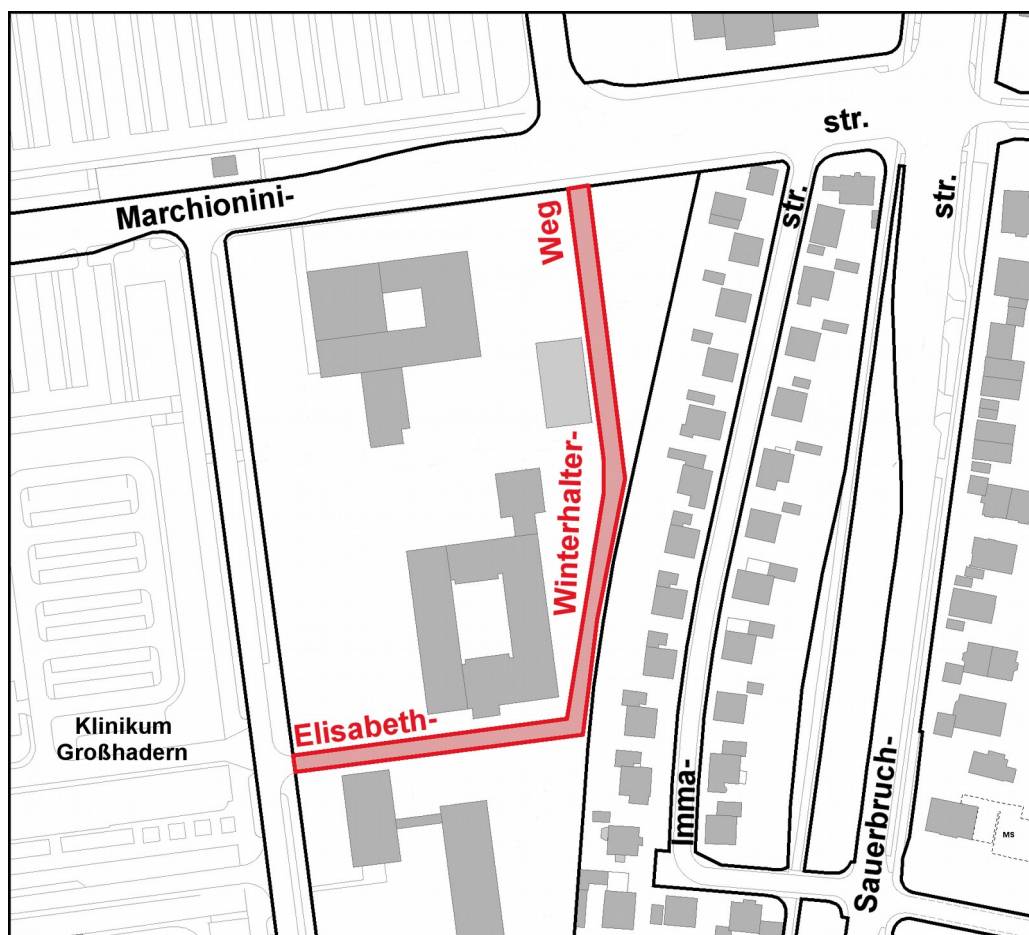 Marchionini-
str.
Elisabeth-
Winterhalter-
Weg
Imma-
str.
Sauerbruch-
str.
Klinikum
Großhadern
MS